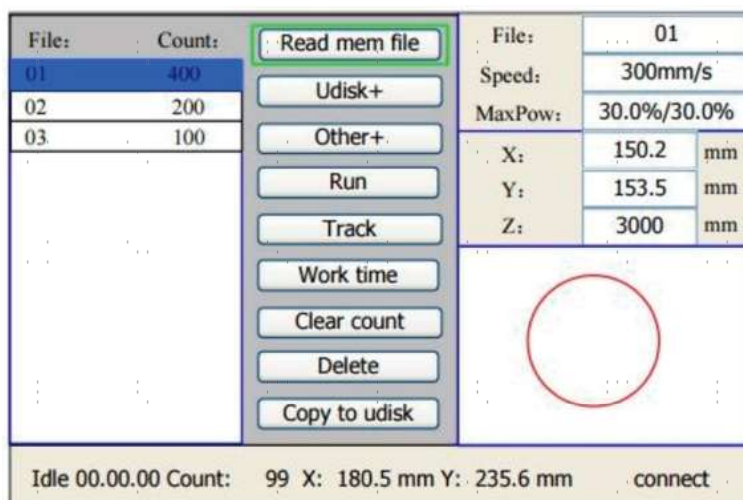 File: Count:
01 400
02 200
03 100
Read mem file
Udisk+
Other+
Run
Track
Work time
Clear count
Delete
Copy to udisk
File: 01
Speed: 300mm/s
MaxPow: 30.0%/30.0%
X: 150.2 mm
Y: 153.5 mm
Z: 3000 mm
Idle 00.00.00 Count: 99 X: 180.5 mm Y: 235.6 mm connect